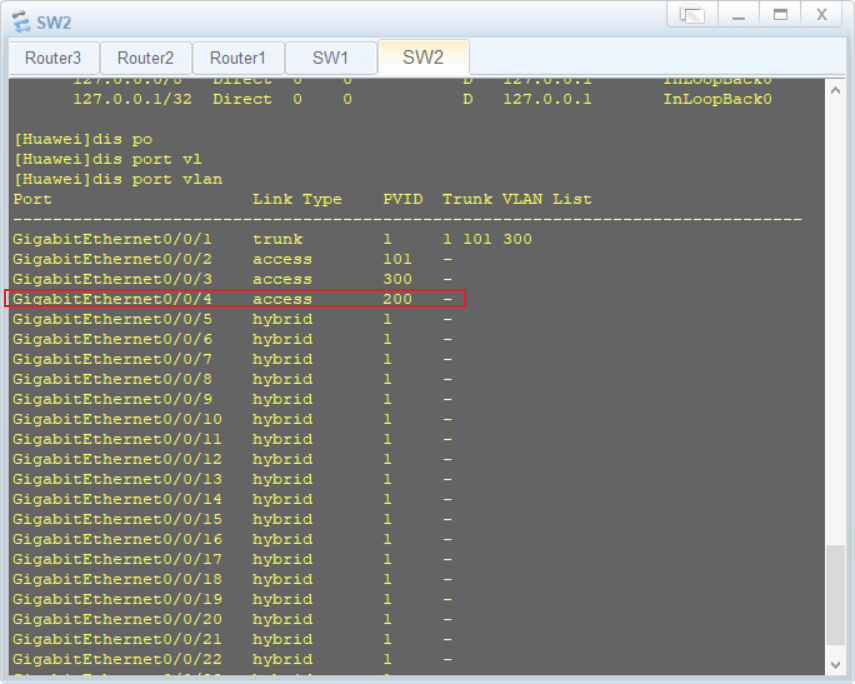 SW2
Router3 Router2 Router1 SW1 SW2
127.0.0.0/8 Direct 0 0 D 127.0.0.1 InLoopBack0
127.0.0.1/32 Direct 0 0 D 127.0.0.1 InLoopBack0
[Huawei]dis po
[Huawei]dis port vl
[Huawei]dis port vlan
Port Link Type PVID Trunk VLAN List
-------------------------------------------------------------------------------
GigabitEthernet0/0/1 trunk 1 1 101 300
GigabitEthernet0/0/2 access 101 -
GigabitEthernet0/0/3 access 300 -
GigabitEthernet0/0/4 access 200 -
GigabitEthernet0/0/5 hybrid 1 -
GigabitEthernet0/0/6 hybrid 1 -
GigabitEthernet0/0/7 hybrid 1 -
GigabitEthernet0/0/8 hybrid 1 -
GigabitEthernet0/0/9 hybrid 1 -
GigabitEthernet0/0/10 hybrid 1 -
GigabitEthernet0/0/11 hybrid 1 -
GigabitEthernet0/0/12 hybrid 1 -
GigabitEthernet0/0/13 hybrid 1 -
GigabitEthernet0/0/14 hybrid 1 -
GigabitEthernet0/0/15 hybrid 1 -
GigabitEthernet0/0/16 hybrid 1 -
GigabitEthernet0/0/17 hybrid 1 -
GigabitEthernet0/0/18 hybrid 1 -
GigabitEthernet0/0/19 hybrid 1 -
GigabitEthernet0/0/20 hybrid 1 -
GigabitEthernet0/0/21 hybrid 1 -
GigabitEthernet0/0/22 hybrid 1 -